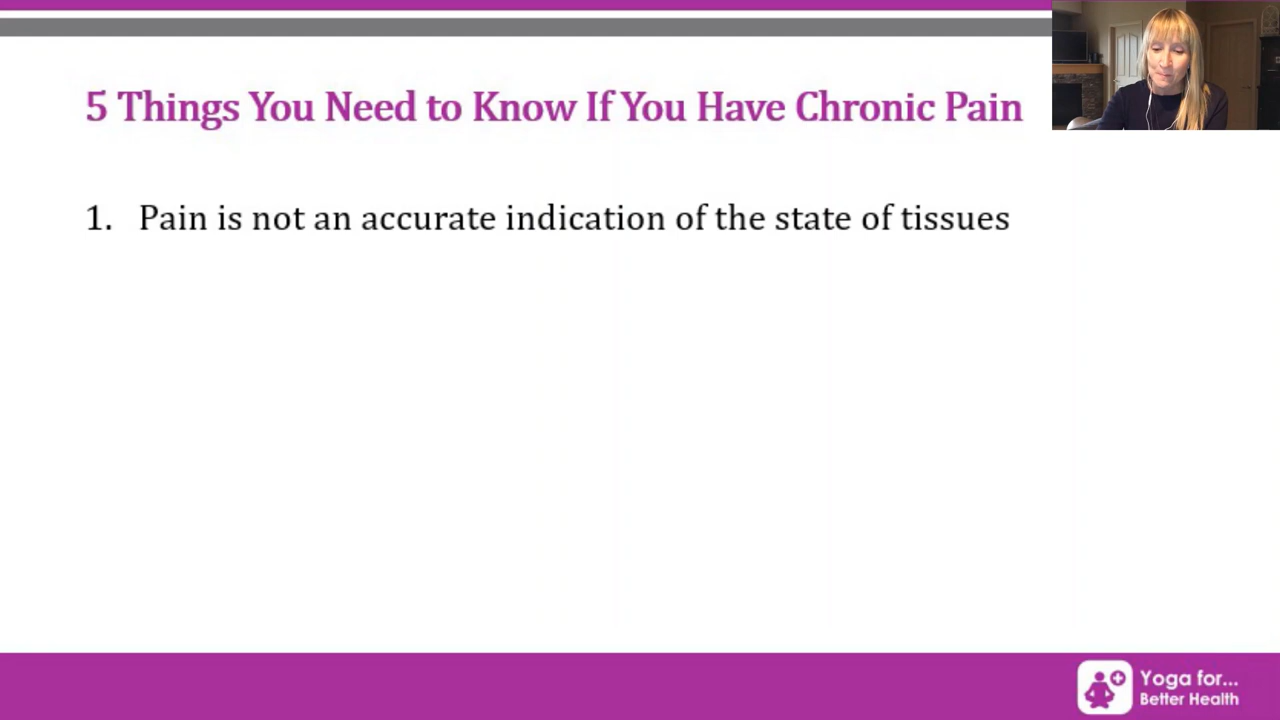 5 Things You Need to Know If You Have Chronic Pain
1. Pain is not an accurate indication of the state of tissues
Yoga for...
Better Health